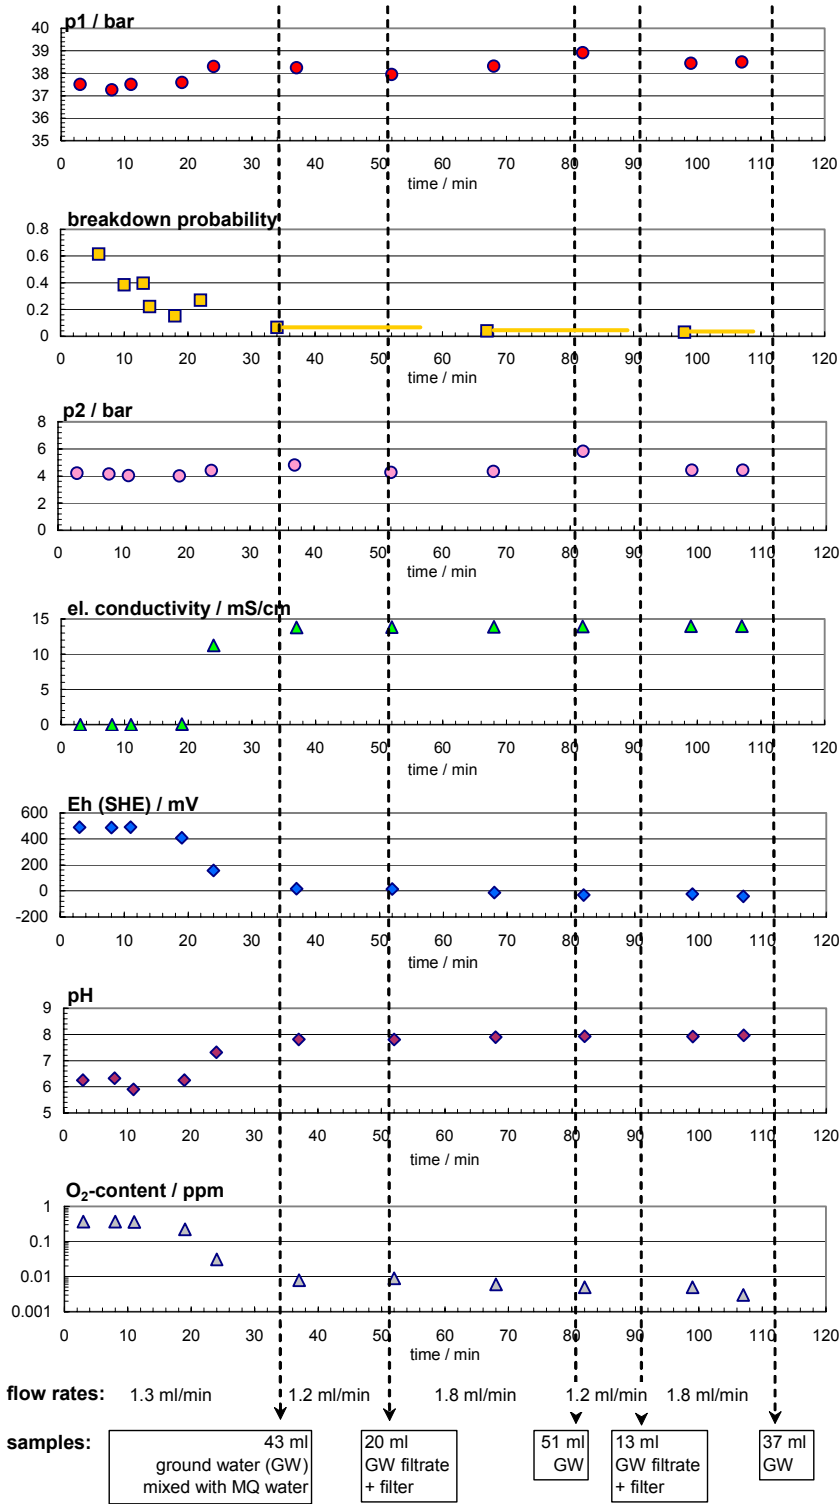 p1 / bar
40
39
38
37
36
35
0 10 20 30 40 50 60 70 80 90 100 110 120
time / min
breakdown probability
0.8
0.6
0.4
0.2
0
0 10 20 30 40 50 60 70 80 90 100 110 120
time / min
p2 / bar
8
6
4
2
0
0 10 20 30 40 50 60 70 80 90 100 110 120
time / min
el. conductivity / mS/cm
15
10
5
0
0 10 20 30 40 50 60 70 80 90 100 110 120
time / min
Eh (SHE) / mV
600
400
200
0
-200
0 10 20 30 40 50 60 70 80 90 100 110 120
time / min
pH
9
8
7
6
5
0 10 20 30 40 50 60 70 80 90 100 110 120
time / min
O₂-content / ppm
1
0.1
0.01
0.001
0 10 20 30 40 50 60 70 80 90 100 110 120
time / min
flow rates: 1.3 ml/min 1.2 ml/min 1.8 ml/min 1.2 ml/min 1.8 ml/min
samples:
43 ml
ground water (GW)
mixed with MQ water
20 ml
GW filtrate
+ filter
51 ml
GW
13 ml
GW filtrate
+ filter
37 ml
GW